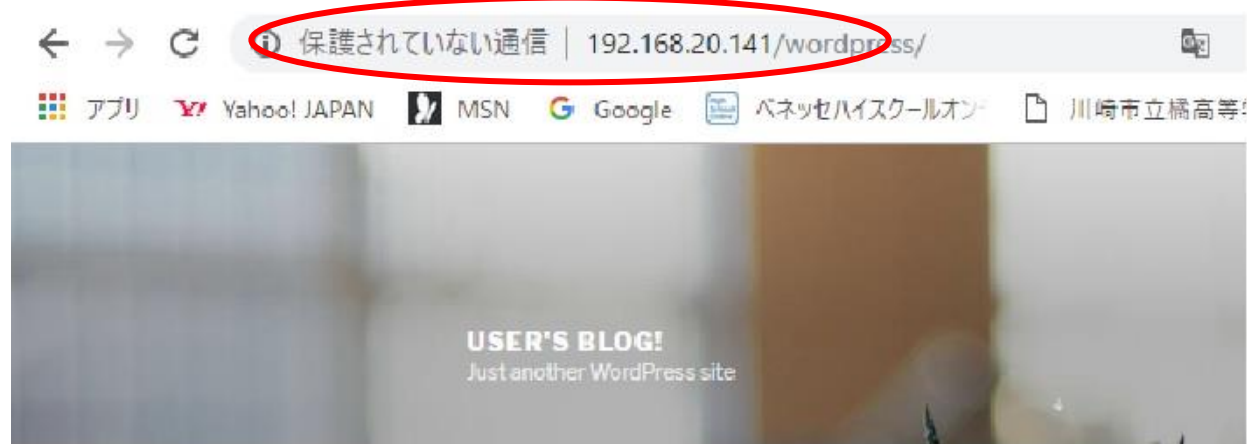 保護されていない通信 | 192.168.20.141/wordpress/
アプリ Yahoo! JAPAN MSN Google ベネッセハイスクールオン 川崎市立橘高等
USER'S BLOG!
Just another WordPress site